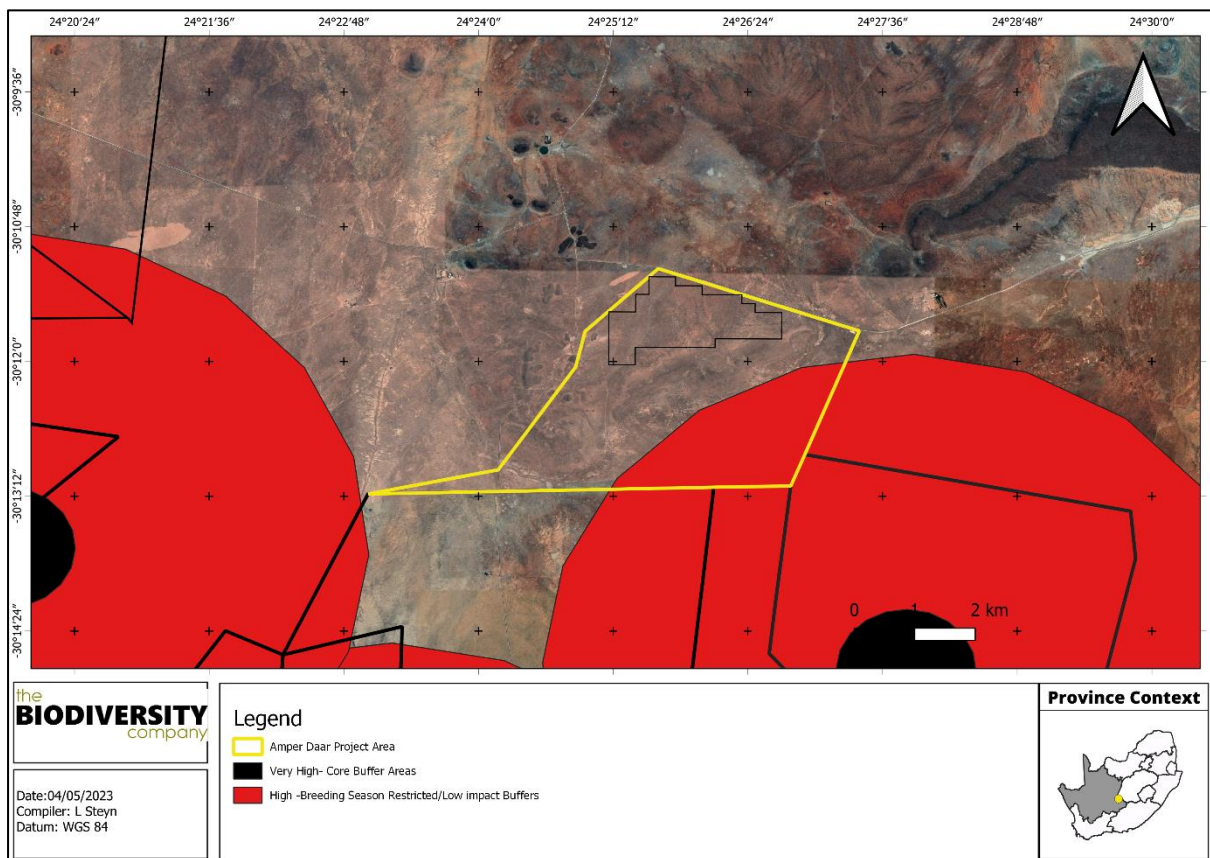 24°20'24" 24°21'36" 24°22'48" 24°24'0" 24°25'12" 24°26'24" 24°27'36" 24°28'48" 24°30'0"
-30°9'36"
-30°10'48"
-30°12'0"
-30°13'12"
-30°14'24"
0 1 2 km
the
BIODIVERSITY
company
Date:04/05/2023
Compiler: L Steyn
Datum: WGS 84
Legend
Amper Daar Project Area
Very High- Core Buffer Areas
High -Breeding Season Restricted/Low impact Buffers
Province Context